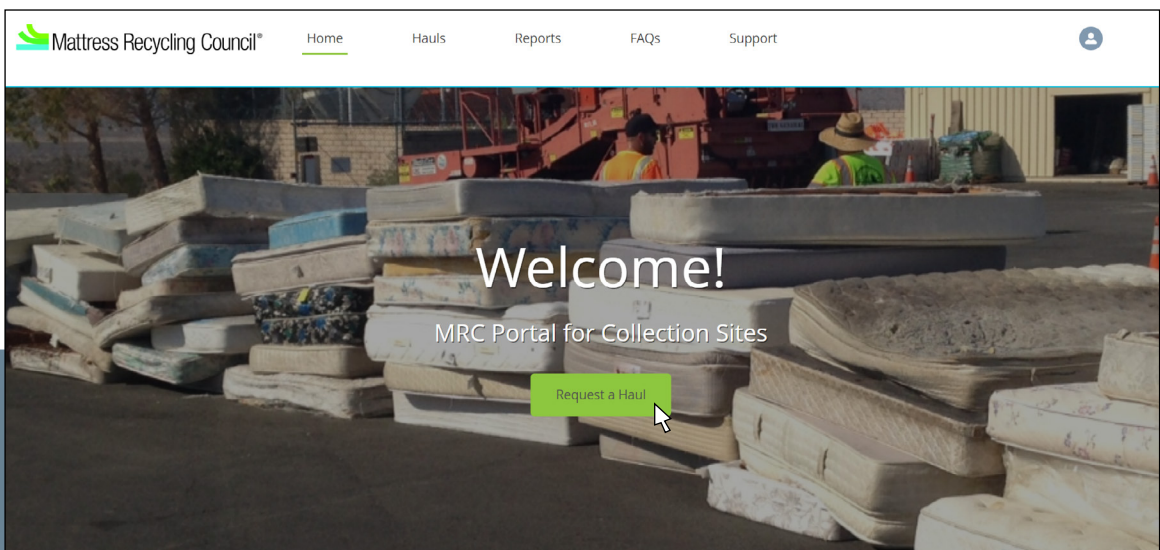 Mattress Recycling Council®
Home
Hauls
Reports
FAQs
Support
Welcome!
MRC Portal for Collection Sites
Request a Haul